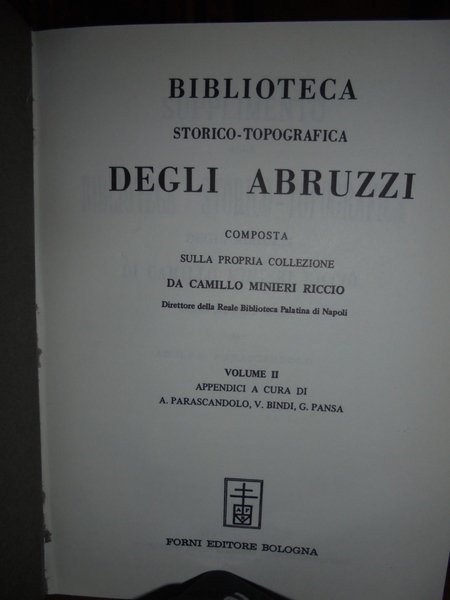 BIBLIOTECA
STORICO-TOPOGRAFICA
DEGLI ABRUZZI
COMPOSTA
SULLA PROPRIA COLLEZIONE
DA CAMILLO MINIERI RICCIO
Direttore della Reale Biblioteca Palatina di Napoli
VOLUME II
APPENDICI A CURA DI
A. PARASCANDOLO, V. BINDI, G. PANSA
FORNI EDITORE BOLOGNA